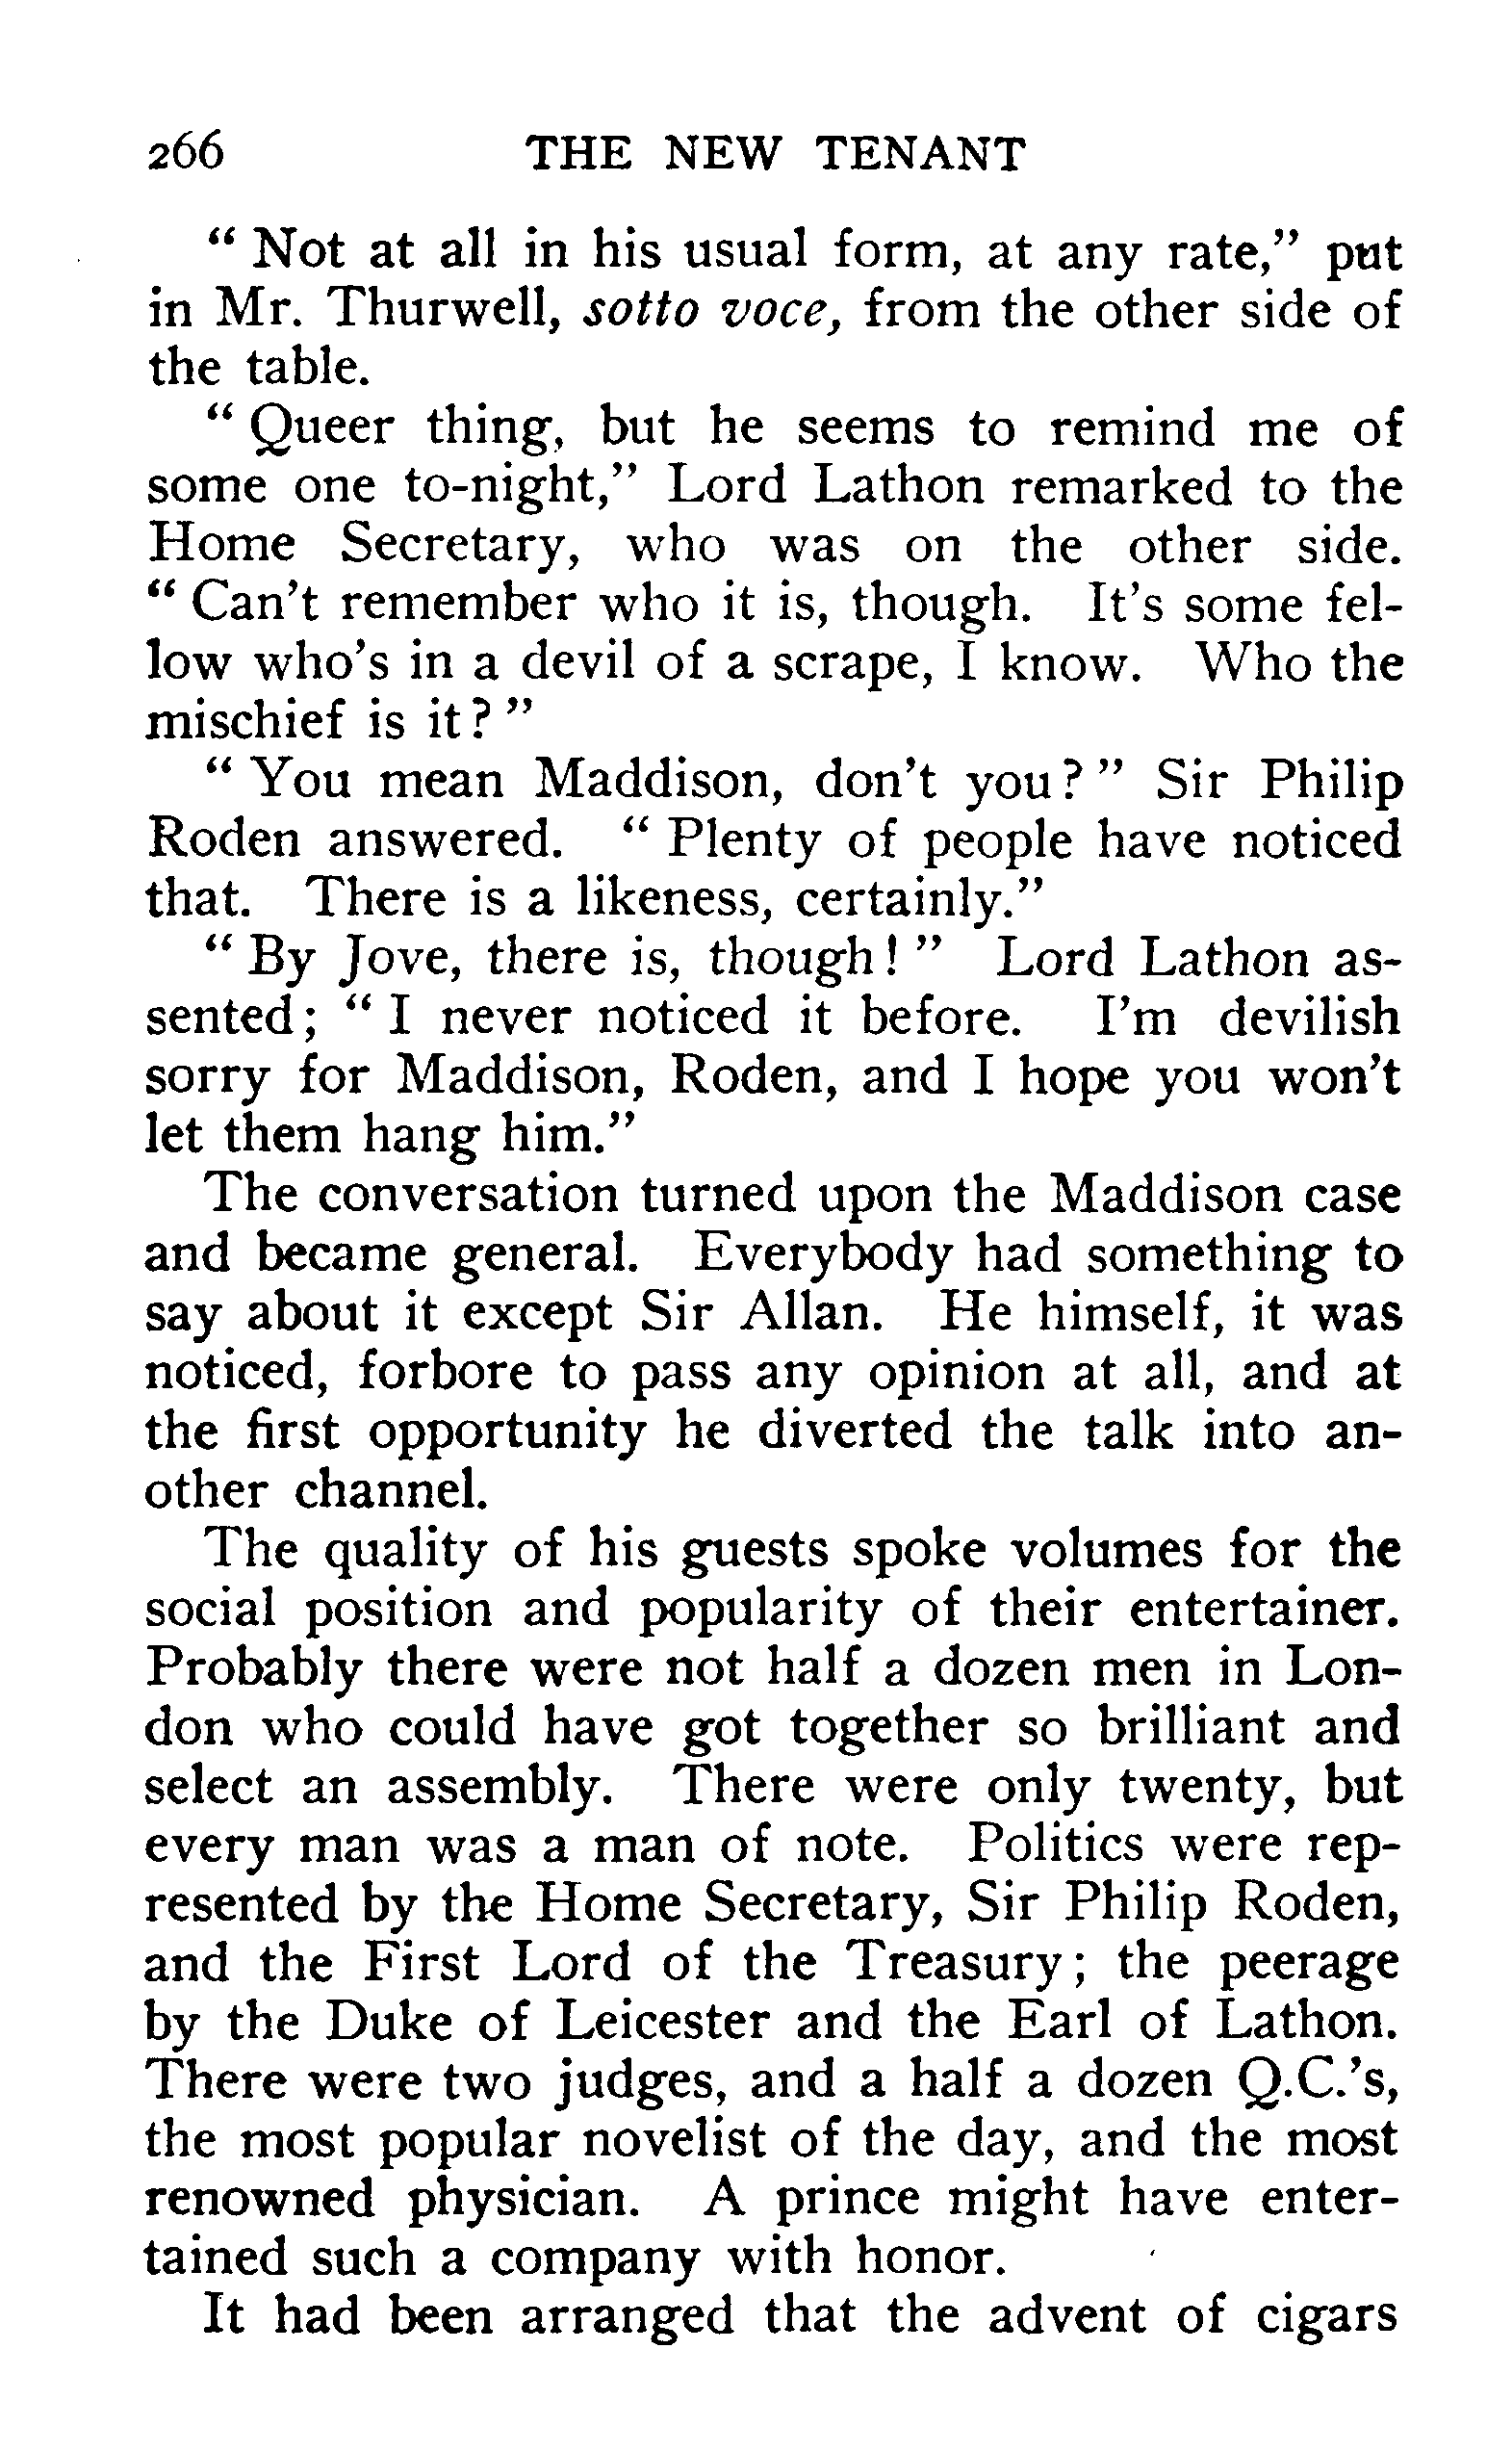 266 THE NEW TENANT
“ Not at all in his usual form, at any rate,” put
in Mr. Thurwell, sotto voce, from the other side of
the table.
“ Queer thing, but he seems to remind me of
some one to-night,” Lord Lathon remarked to the
Home Secretary, who was on the other side.
“ Can’t remember who it is, though. It’s some fel-
low who’s in a devil of a scrape, I know. Who the
mischief is it? ”
“ You mean Maddison, don’t you? ” Sir Philip
Roden answered. “ Plenty of people have noticed
that. There is a likeness, certainly.”
“ By Jove, there is, though! ” Lord Lathon as-
sented; “ I never noticed it before. I’m devilish
sorry for Maddison, Roden, and I hope you won’t
let them hang him.”
The conversation turned upon the Maddison case
and became general. Everybody had something to
say about it except Sir Allan. He himself, it was
noticed, forbore to pass any opinion at all, and at
the first opportunity he diverted the talk into an-
other channel.
The quality of his guests spoke volumes for the
social position and popularity of their entertainer.
Probably there were not half a dozen men in Lon-
don who could have got together so brilliant and
select an assembly. There were only twenty, but
every man was a man of note. Politics were rep-
resented by the Home Secretary, Sir Philip Roden,
and the First Lord of the Treasury; the peerage
by the Duke of Leicester and the Earl of Lathon.
There were two judges, and a half a dozen Q.C.’s,
the most popular novelist of the day, and the most
renowned physician. A prince might have enter-
tained such a company with honor.
It had been arranged that the advent of cigars